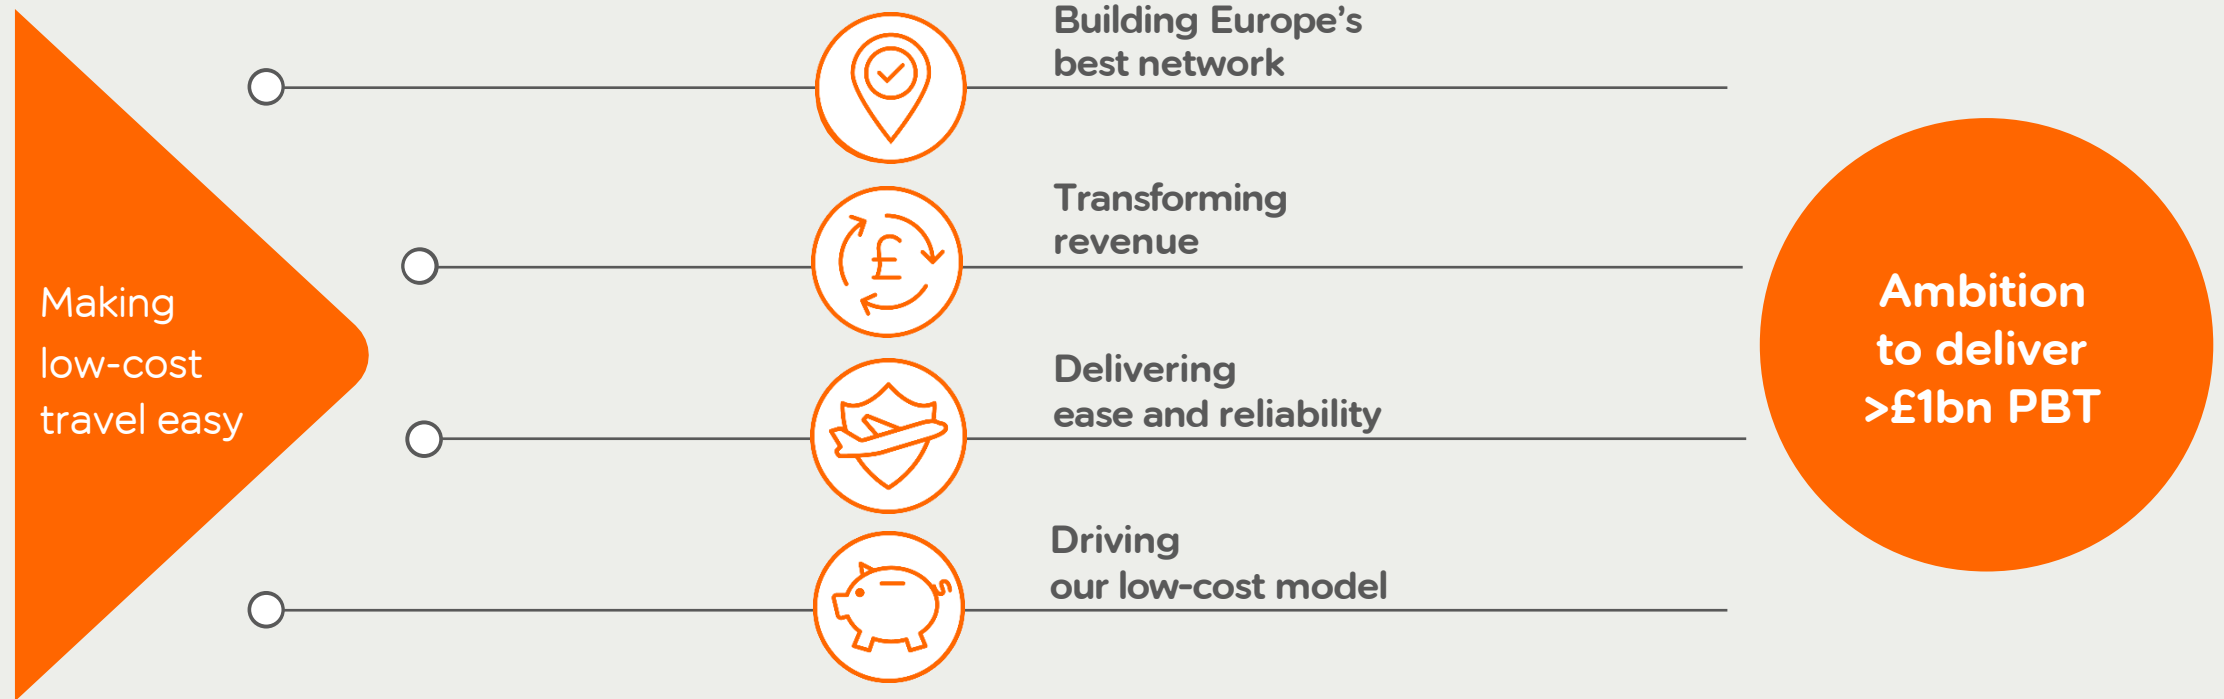 Making
low-cost
travel easy
Building Europe’s
best network
£
Transforming
revenue
Delivering
ease and reliability
Driving
our low-cost model
Ambition
to deliver
>£1bn PBT